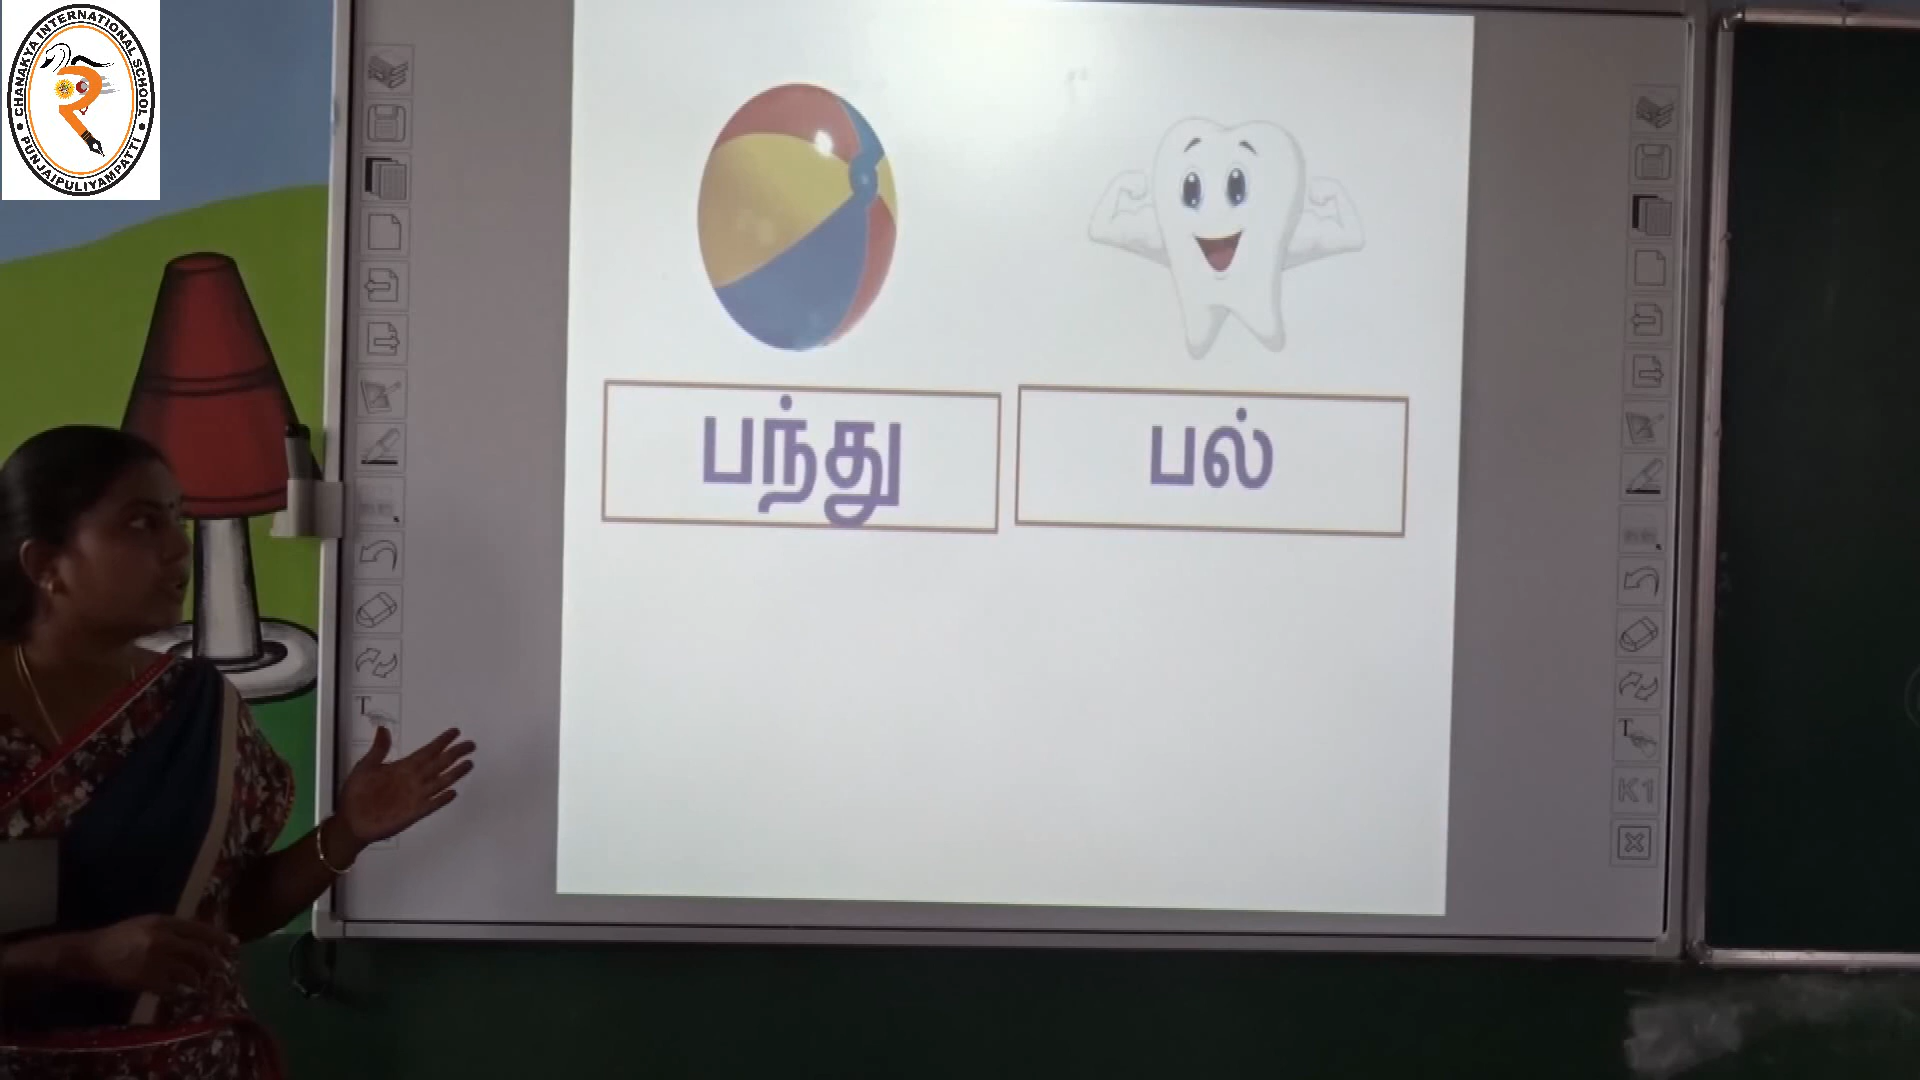 CHANAKYA INTERNATIONAL SCHOOL
PUNJAIPULIYAMPATTI
பந்து
பல்
T
T
K1